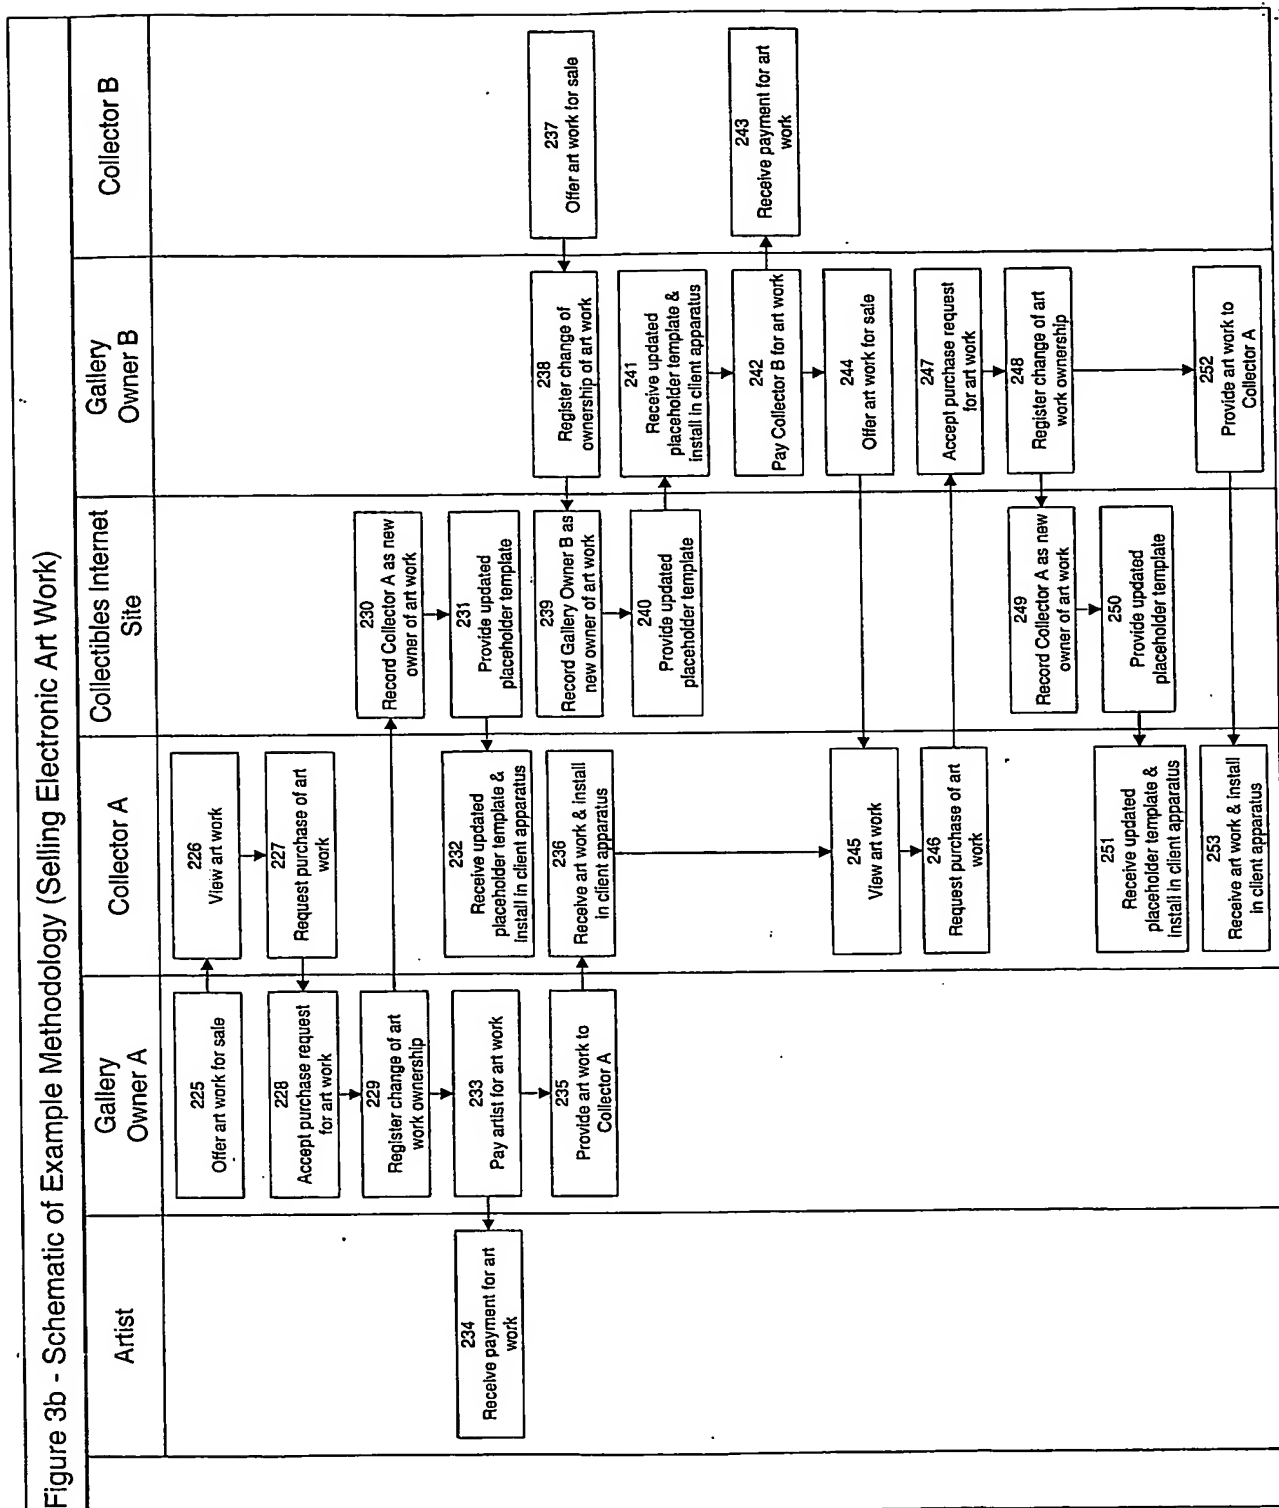 Figure 3b - Schematic of Example Methodology (Selling Electronic Art Work)
Artist
Gallery
Owner A
Collector A
Collectibles Internet
Site
Gallery
Owner B
Collector B
225
Offer art work for sale
226
View art work
227
Request purchase of art
work
228
Accept purchase request
for art work
229
Register change of art
work ownership
230
Record Collector A as new
owner of art work
231
Provide updated
placeholder template
232
Receive updated
placeholder template &
install in client apparatus
233
Pay artist for art work
234
Receive payment for art
work
235
Provide art work to
Collector A
236
Receive art work & install
in client apparatus
237
Offer art work for sale
238
Register change of
ownership of art work
239
Record Gallery Owner B as
new owner of art work
240
Provide updated
placeholder template
241
Receive updated
placeholder template &
install in client apparatus
242
Pay Collector B for art work
243
Receive payment for art
work
244
Offer art work for sale
245
View art work
246
Request purchase of art
work
247
Accept purchase request
for art work
248
Register change of art
work ownership
249
Record Collector A as new
owner of art work
250
Provide updated
placeholder template
251
Receive updated
placeholder template &
install in client apparatus
252
Provide art work to
Collector A
253
Receive art work & install
in client apparatus